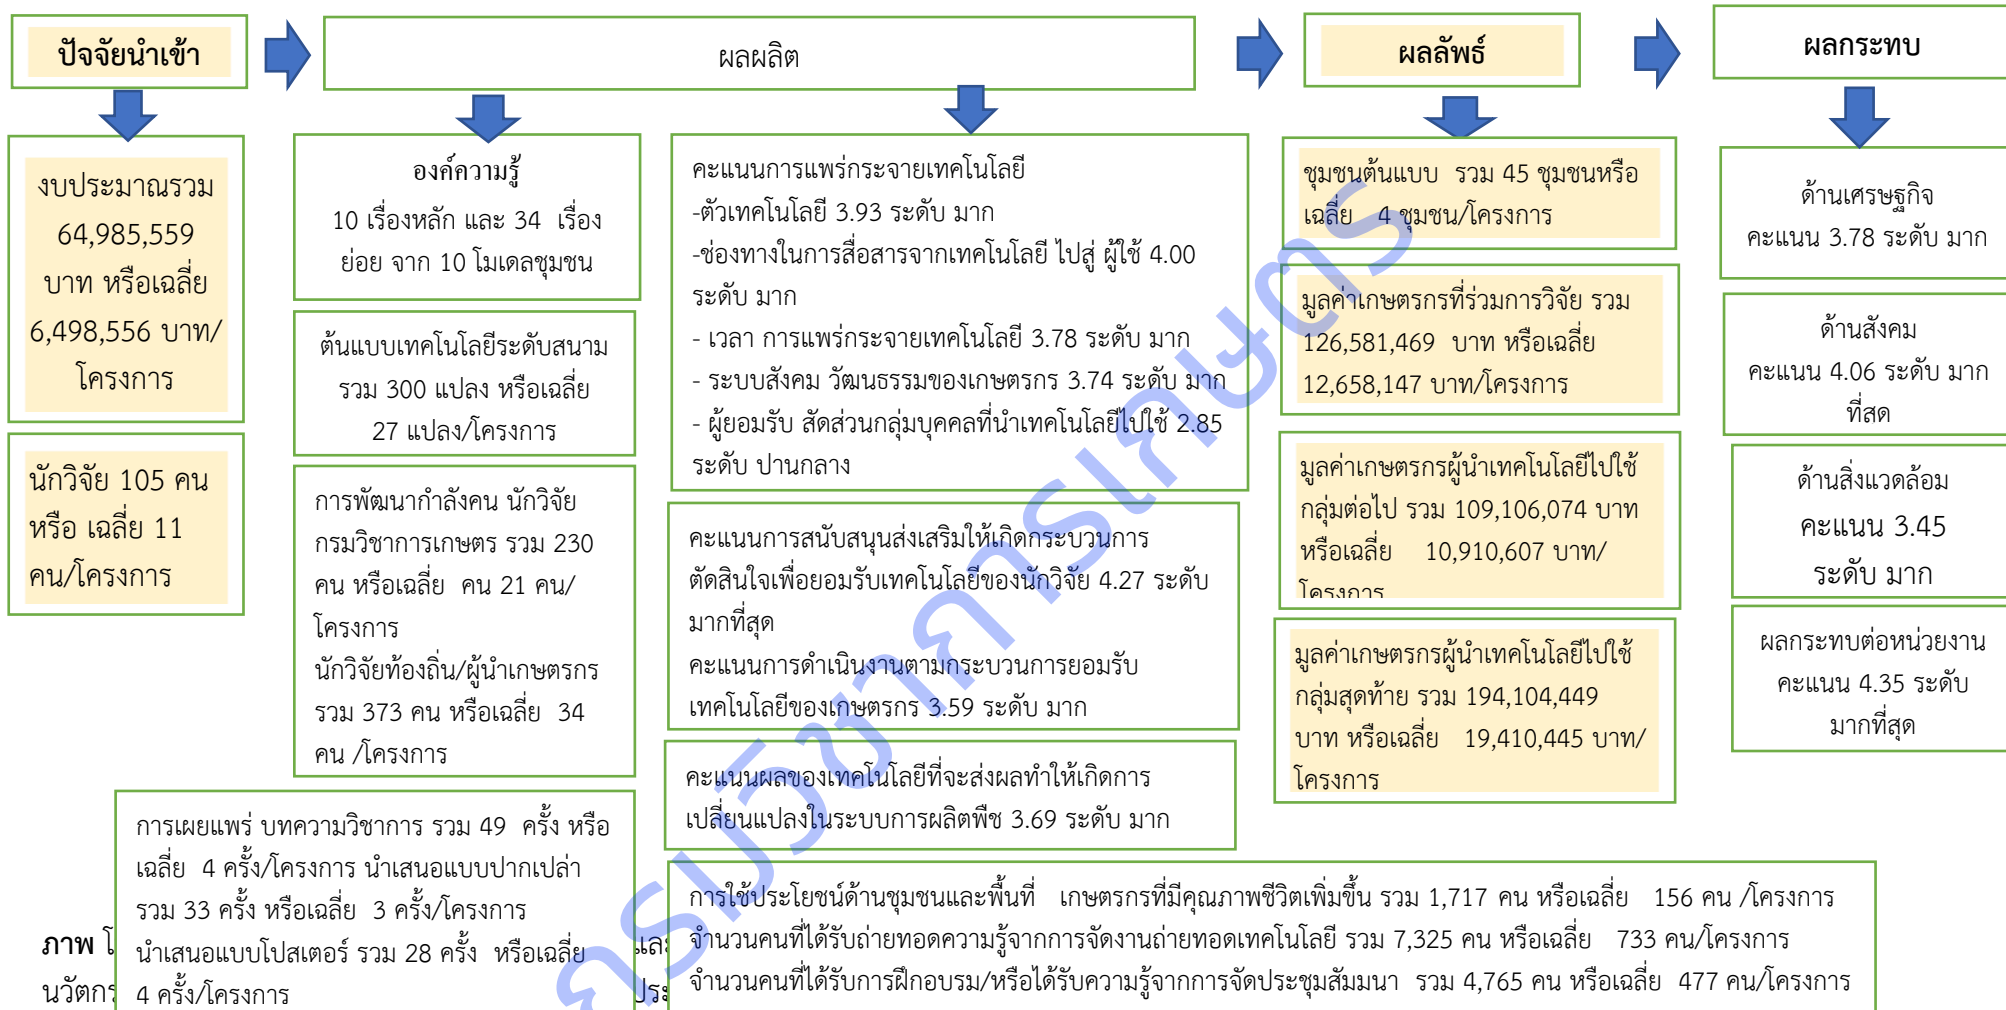 ปัจจัยนำเข้า
ผลผลิต
ผลลัพธ์
ผลกระทบ
งบประมาณรวม
64,985,559
บาท หรือเฉลี่ย
6,498,556 บาท/
โครงการ
นักวิจัย 105 คน
หรือ เฉลี่ย 11
คน/โครงการ
องค์ความรู้
10 เรื่องหลัก และ 34 เรื่อง
ย่อย จาก 10 โมเดลชุมชน
ต้นแบบเทคโนโลยีระดับสนาม
รวม 300 แปลง หรือเฉลี่ย
27 แปลง/โครงการ
การพัฒนากำลังคน นักวิจัย
กรมวิชาการเกษตร รวม 230
คน หรือเฉลี่ย คน 21 คน/
โครงการ
นักวิจัยท้องถิ่น/ผู้นำเกษตรกร
รวม 373 คน หรือเฉลี่ย 34
คน /โครงการ
การเผยแพร่ บทความวิชาการ รวม 49 ครั้ง หรือ
เฉลี่ย 4 ครั้ง/โครงการ นำเสนอแบบปากเปล่า
รวม 33 ครั้ง หรือเฉลี่ย 3 ครั้ง/โครงการ
นำเสนอแบบโปสเตอร์ รวม 28 ครั้ง หรือเฉลี่ย
4 ครั้ง/โครงการ
คะแนนการแพร่กระจายเทคโนโลยี
-ตัวเทคโนโลยี 3.93 ระดับ มาก
-ช่องทางในการสื่อสารจากเทคโนโลยี ไปสู่ ผู้ใช้ 4.00
ระดับ มาก
- เวลา การแพร่กระจายเทคโนโลยี 3.78 ระดับ มาก
- ระบบสังคม วัฒนธรรมของเกษตรกร 3.74 ระดับ มาก
- ผู้ยอมรับ สัดส่วนกลุ่มบุคคลที่นำเทคโนโลยีไปใช้ 2.85
ระดับ ปานกลาง
คะแนนการสนับสนุนส่งเสริมให้เกิดกระบวนการ
ตัดสินใจเพื่อยอมรับเทคโนโลยีของนักวิจัย 4.27 ระดับ
มากที่สุด
คะแนนการดำเนินงานตามกระบวนการยอมรับ
เทคโนโลยีของเกษตรกร 3.59 ระดับ มาก
คะแนนผลของเทคโนโลยีที่จะส่งผลทำให้เกิดการ
เปลี่ยนแปลงในระบบการผลิตพืช 3.69 ระดับ มาก
การใช้ประโยชน์ด้านชุมชนและพื้นที่ เกษตรกรที่มีคุณภาพชีวิตเพิ่มขึ้น รวม 1,717 คน หรือเฉลี่ย 156 คน /โครงการ
จำนวนคนที่ได้รับถ่ายทอดความรู้จากการจัดงานถ่ายทอดเทคโนโลยี รวม 7,325 คน หรือเฉลี่ย 733 คน/โครงการ
จำนวนคนที่ได้รับการฝึกอบรม/หรือได้รับความรู้จากการจัดประชุมสัมมนา รวม 4,765 คน หรือเฉลี่ย 477 คน/โครงการ
ชุมชนต้นแบบ รวม 45 ชุมชนหรือ
เฉลี่ย 4 ชุมชน/โครงการ
มูลค่าเกษตรกรที่ร่วมการวิจัย รวม
126,581,469 บาท หรือเฉลี่ย
12,658,147 บาท/โครงการ
มูลค่าเกษตรกรผู้นำเทคโนโลยีไปใช้
กลุ่มต่อไป รวม 109,106,074 บาท
หรือเฉลี่ย 10,910,607 บาท/
โครงการ
มูลค่าเกษตรกรผู้นำเทคโนโลยีไปใช้
กลุ่มสุดท้าย รวม 194,104,449
บาท หรือเฉลี่ย 19,410,445 บาท/
โครงการ
ด้านเศรษฐกิจ
คะแนน 3.78 ระดับ มาก
ด้านสังคม
คะแนน 4.06 ระดับ มาก
ที่สด
ด้านสิ่งแวดล้อม
คะแนน 3.45
ระดับ มาก
ผลกระทบต่อหน่วยงาน
คะแนน 4.35 ระดับ
มากที่สุด
ภาพ
กรมวิชาการเกษตร